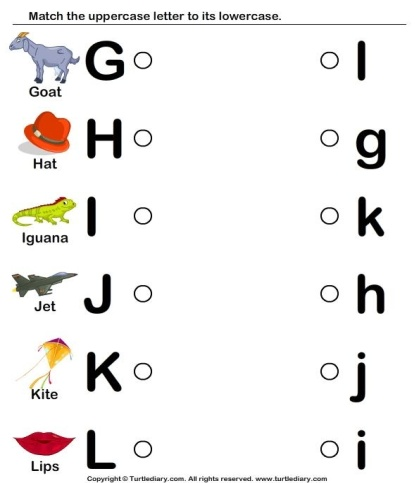 Match the uppercase letter to its lowercase.
Goat G l
Hat H g
Iguana I k
Jet J h
Kite K j
Lips L i
Copyright © Turtlediary.com. All rights reserved. www.turtlediary.com